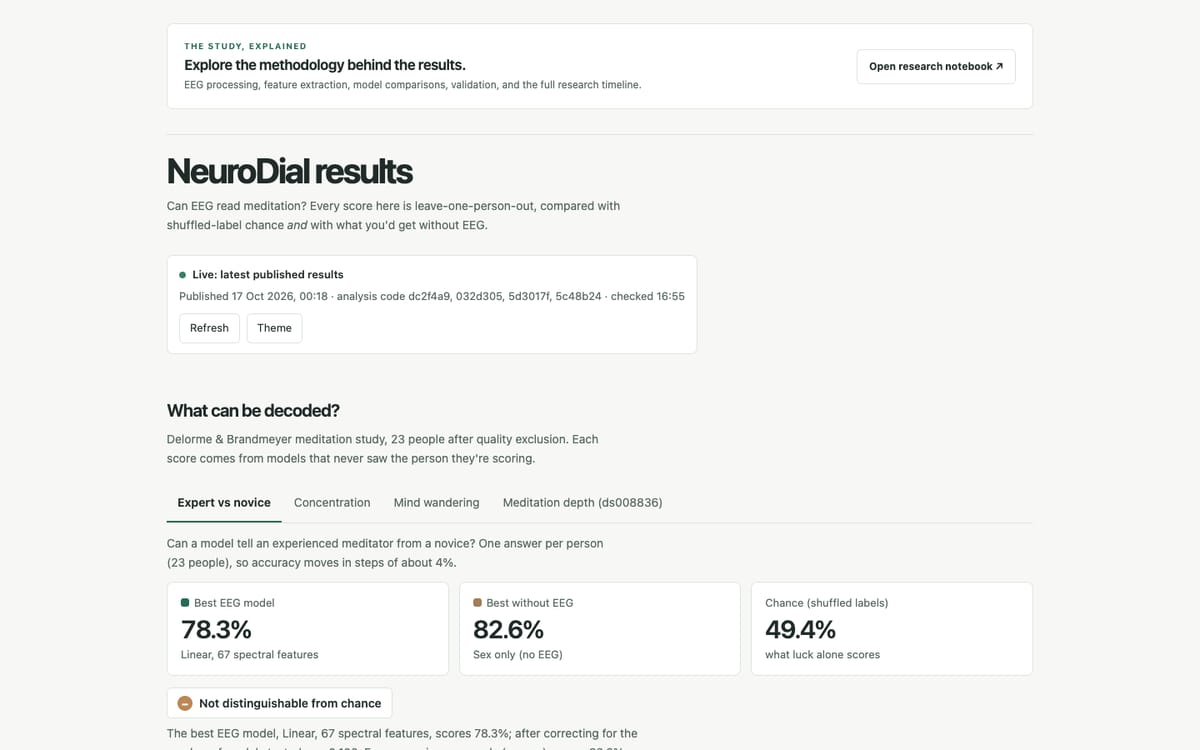 THE STUDY, EXPLAINED
Explore the methodology behind the results.
EEG processing, feature extraction, model comparisons, validation, and the full research timeline.
Open research notebook ↗
NeuroDial results
Can EEG read meditation? Every score here is leave-one-person-out, compared with
shuffled-label chance and with what you'd get without EEG.
Live: latest published results
Published 17 Oct 2026, 00:18 · analysis code dc2f4a9, 032d305, 5d3017f, 5c48b24 · checked 16:55
Refresh
Theme
What can be decoded?
Delorme & Brandmeyer meditation study, 23 people after quality exclusion. Each
score comes from models that never saw the person they're scoring.
Expert vs novice
Concentration
Mind wandering
Meditation depth (ds008836)
Can a model tell an experienced meditator from a novice? One answer per person
(23 people), so accuracy moves in steps of about 4%.
Best EEG model
78.3%
Linear, 67 spectral features
Best without EEG
82.6%
Sex only (no EEG)
Chance (shuffled labels)
49.4%
what luck alone scores
Not distinguishable from chance
The best EEG model, Linear, 67 spectral features, scores 78.3%; after correcting for the